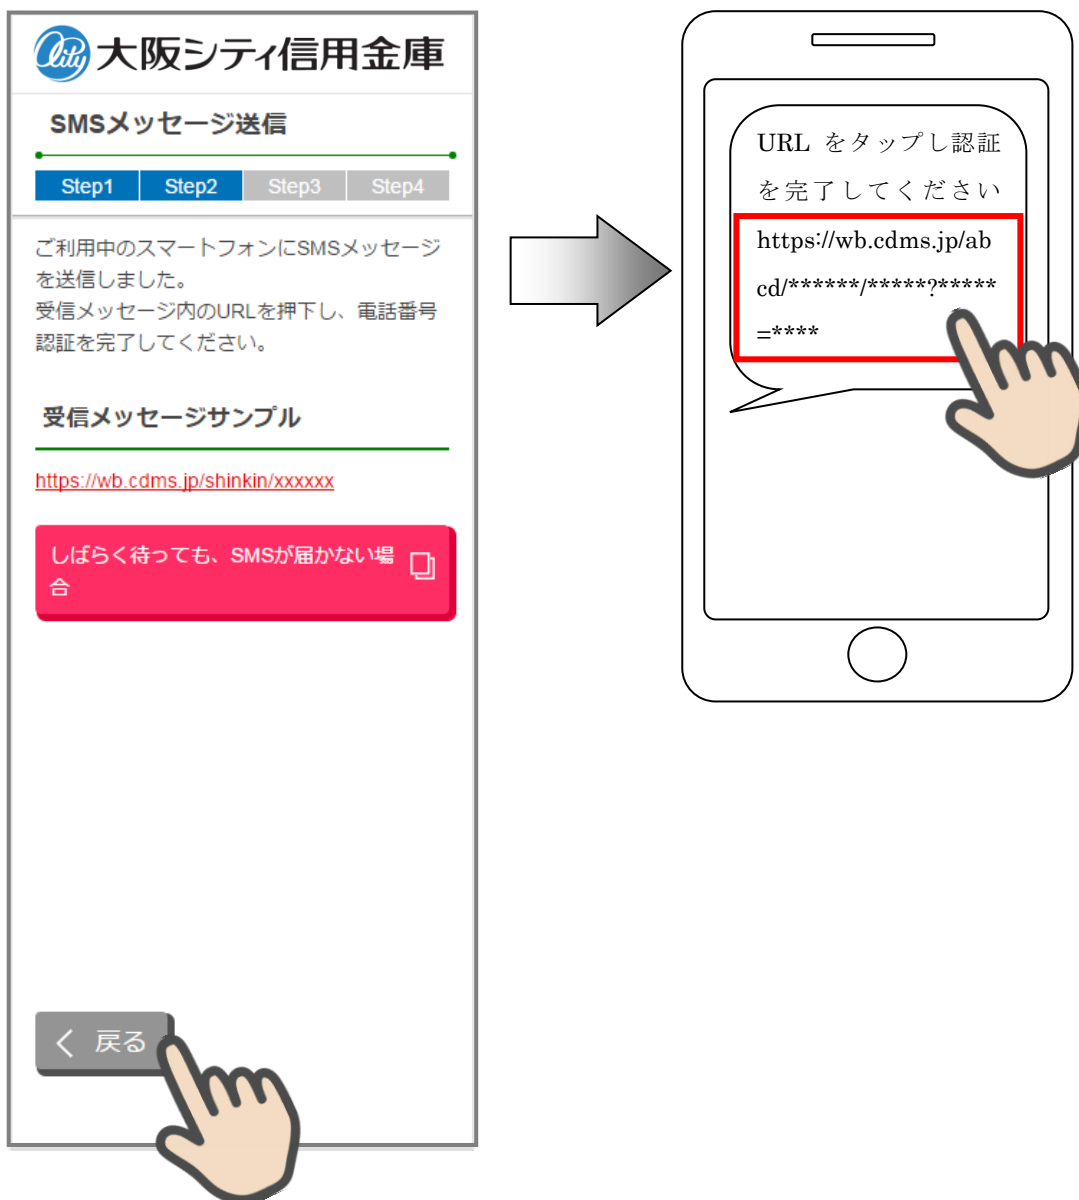 City 大阪シティ信用金庫
SMSメッセージ送信
Step1 Step2 Step3 Step4
ご利用中のスマートフォンにSMSメッセージ
を送信しました。
受信メッセージ内のURLを押下し、電話番号
認証を完了してください。
受信メッセージサンプル
https://wb.cdms.jp/shinkin/xxxxxx
しばらく待っても、SMSが届かない場
合
戻る
URL をタップし認証
を完了してください
https://wb.cdms.jp/ab
cd/******/*****?*****
=****